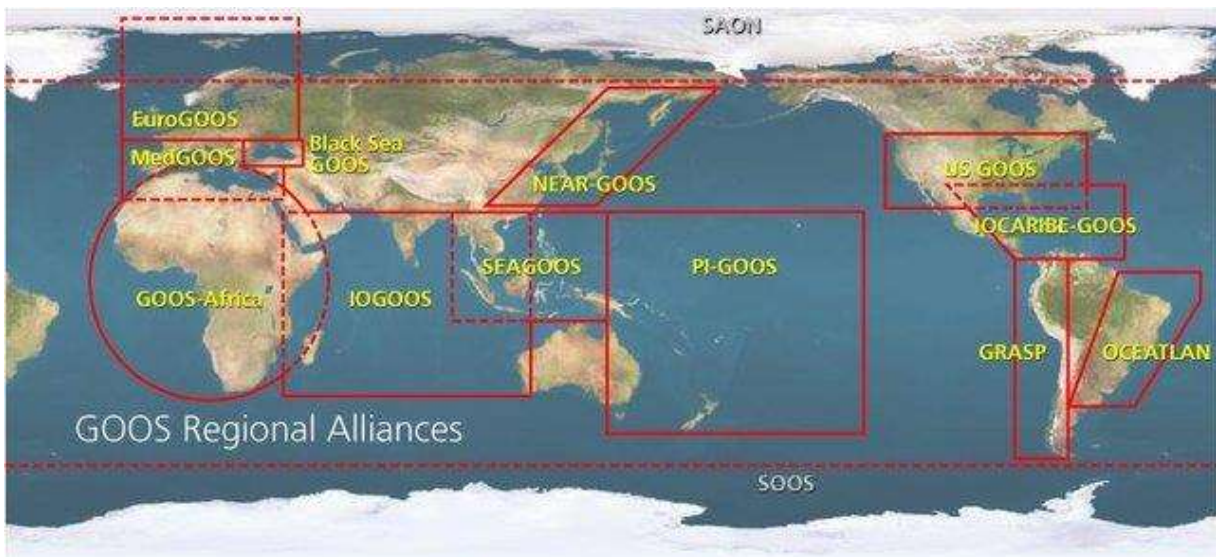 SAON
EuroGOOS
MedGOOS
Black Sea
GOOS
NEAR-GOOS
US GOOS
IOCARIBE-GOOS
GOOS-Africa
IOGOOS
SEAGOOS
PI-GOOS
GRASP
OCEATLAN
GOOS Regional Alliances
SOOS